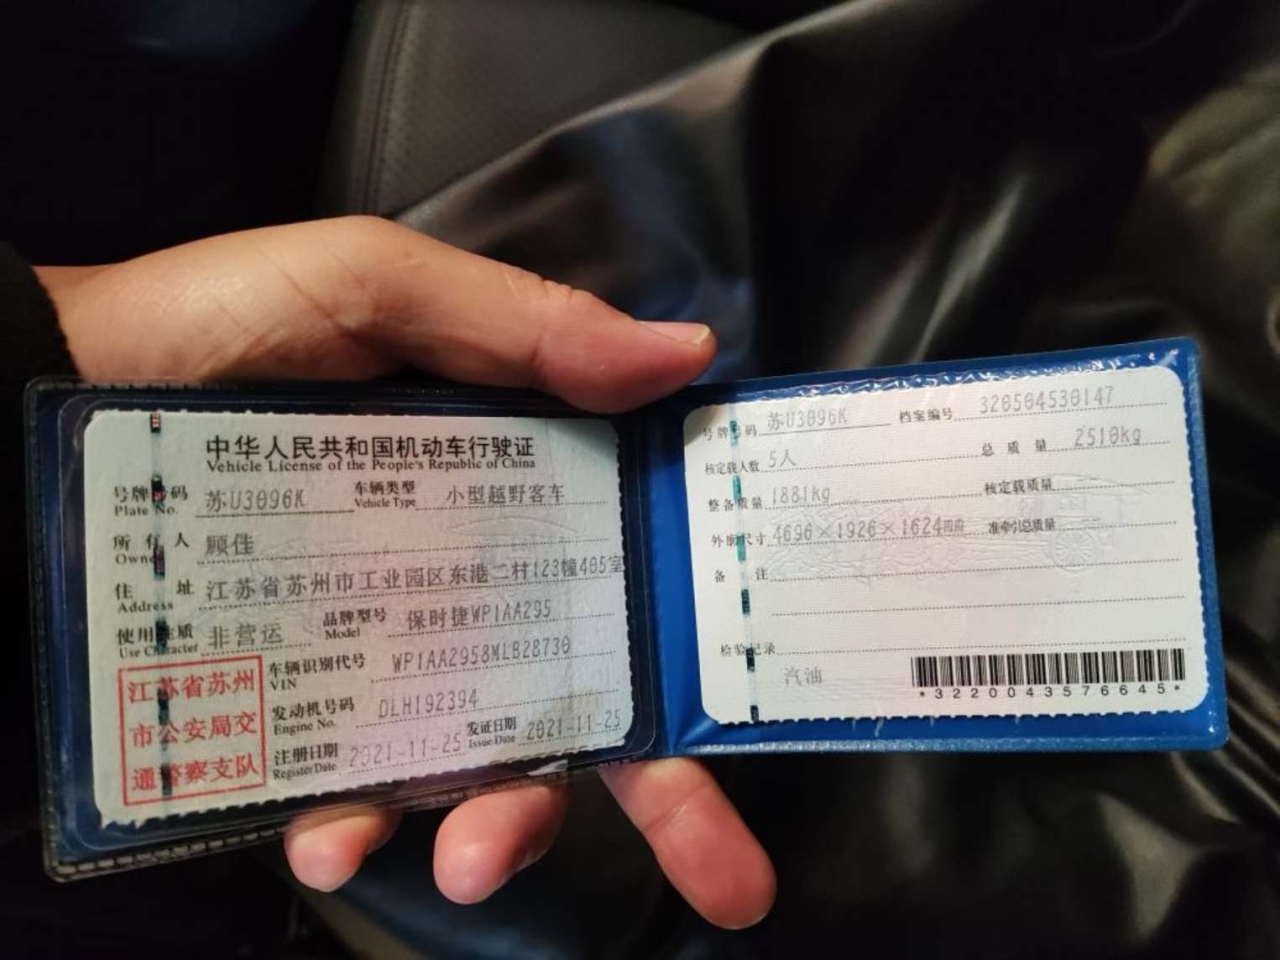 中华人民共和国机动车行驶证
Vehicle License of the People's Republic of China
号牌号码 苏U3096K 车辆类型 小型越野客车
Plate No. Vehicle Type
所有人 顾佳
Owner
住址 江苏省苏州市工业园区东港二村123幢405室
Address
使用性质 非营运 品牌型号 保时捷WP1AA295
Use Character Model
江苏省苏州
市公安局交
通警察支队
车辆识别代号 WP1AA2958MLB28730
VIN
发动机号码 DLH192394
Engine No.
注册日期 2021-11-25 发证日期 2021-11-25
Register Date Issue Date
号牌号码 苏U3096K 档案编号 320504530147
核定载人数 5人 总质量 2510kg
整备质量 1881kg 核定载质量
外廓尺寸 4696×1926×1624mm 准牵引总质量
备注
检验记录
汽油
*3220043576645*